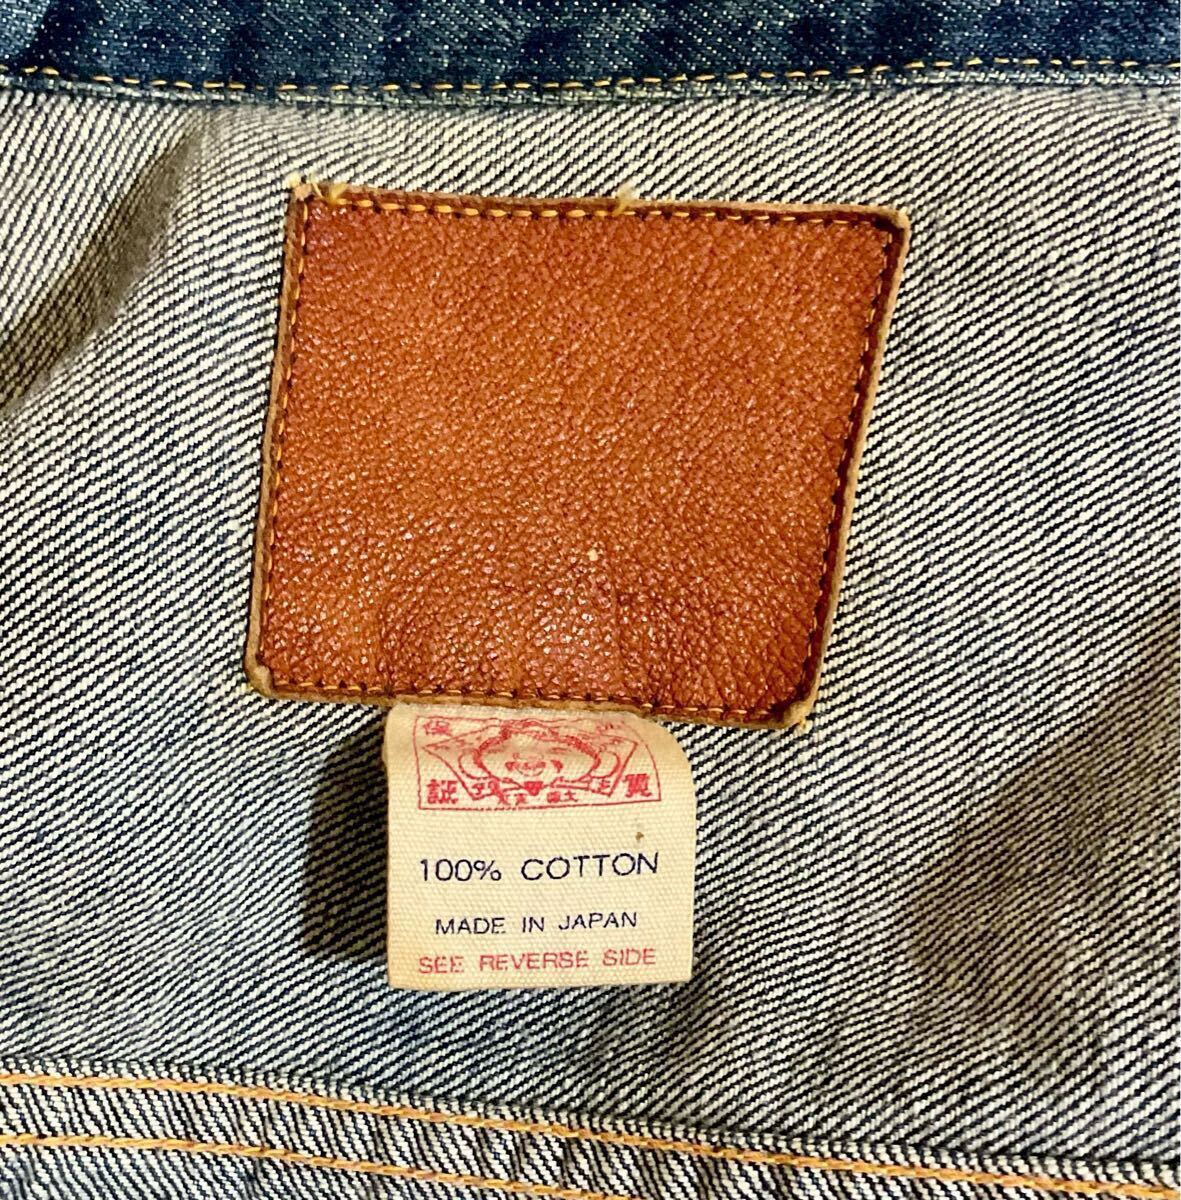 100% COTTON
MADE IN JAPAN
SEE REVERSE SIDE